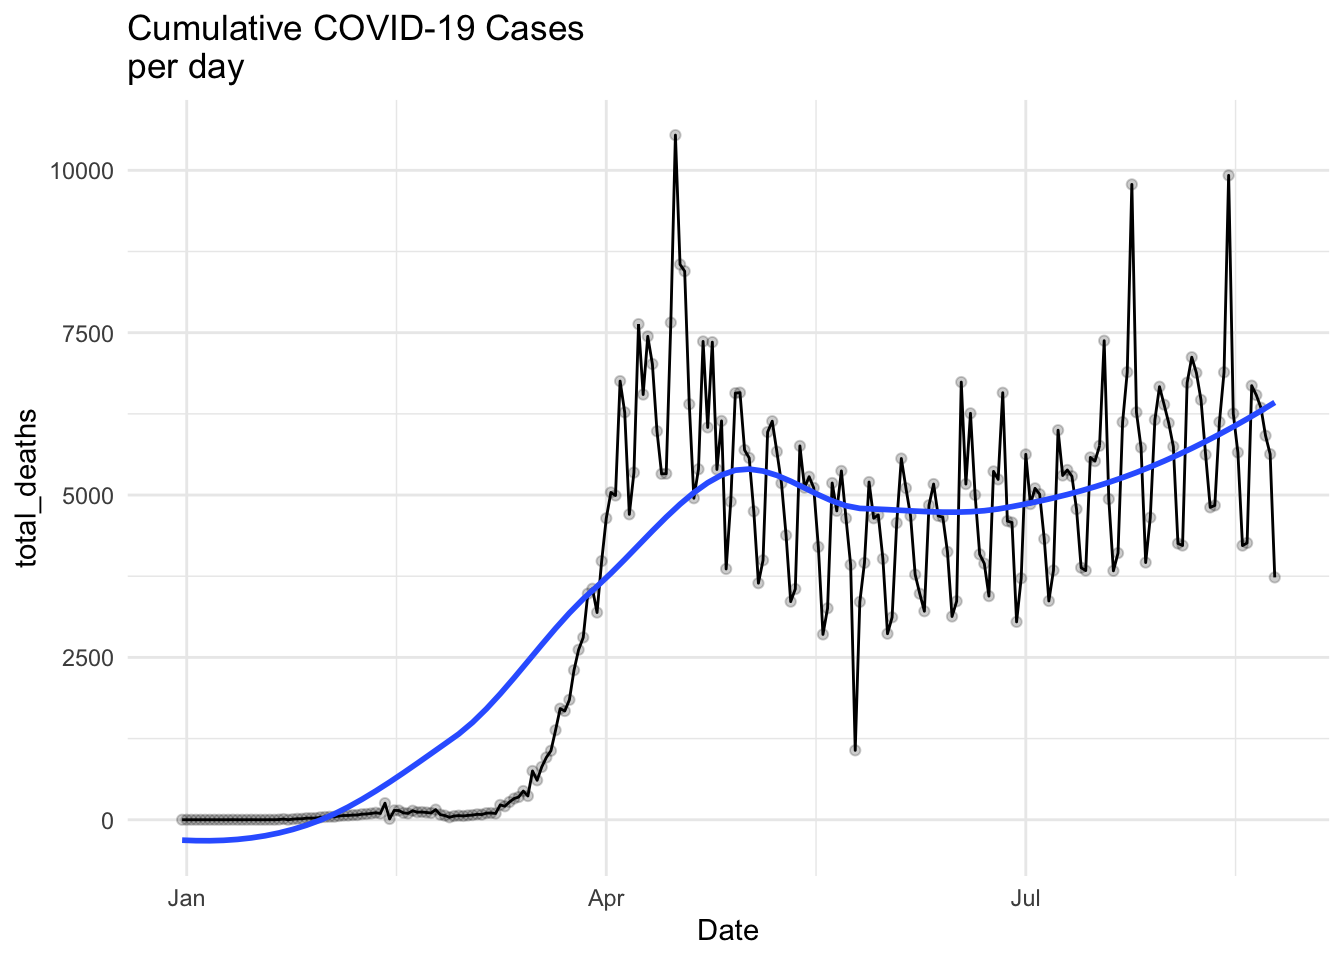 Cumulative COVID-19 Cases
per day
10000
7500
5000
2500
0
total_deaths
Jan
Apr
Jul
Date